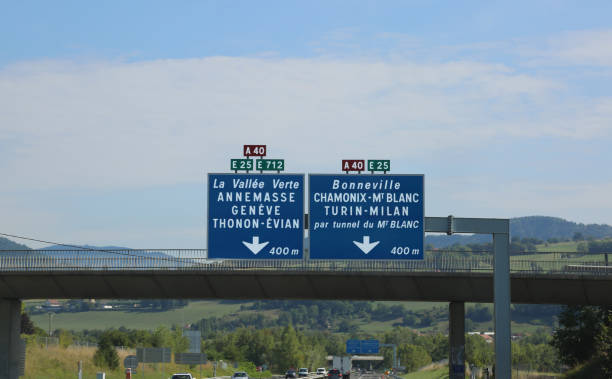 A 40
E 25 E 712
La Vallée Verte
ANNEMASSE
GENÈVE
THONON-ÉVIAN
400 m
A 40 E 25
Bonneville
CHAMONIX-Mᵀ BLANC
TURIN-MILAN
par tunnel du Mᵀ BLANC
400 m